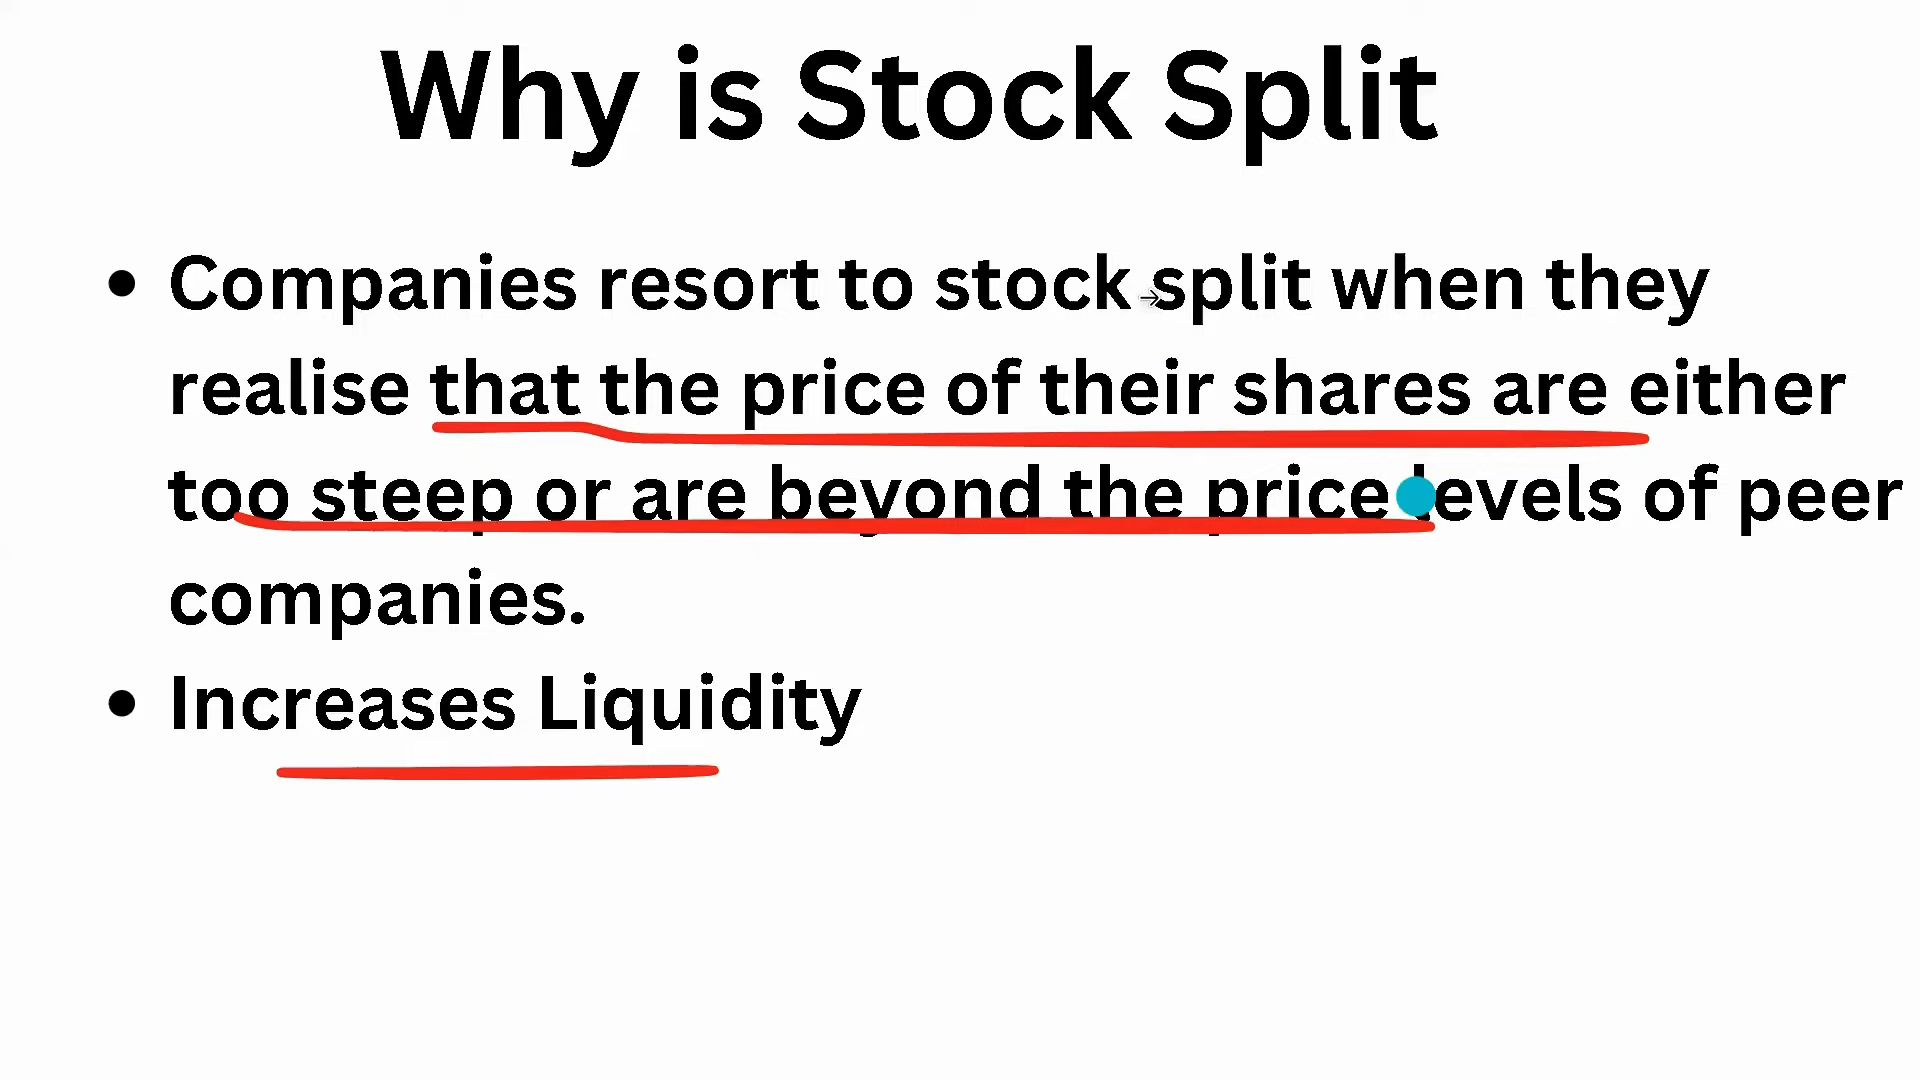 Why is Stock Split
• Companies resort to stock split when they
realise that the price of their shares are either
too steep or are beyond the price levels of peer
companies.
• Increases Liquidity